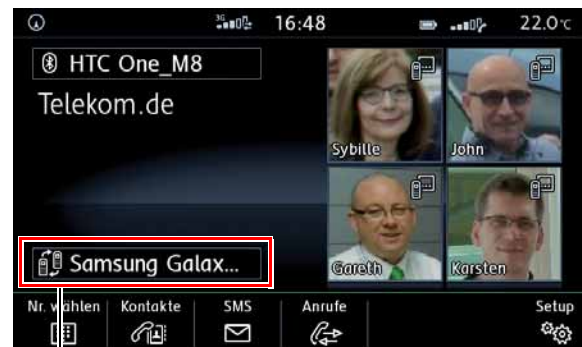 3G 16:48 22.0°C
HTC One_M8
Telekom.de
Sybille John
Gareth Karsten
Samsung Galax...
Nr. wählen Kontakte SMS Anrufe Setup